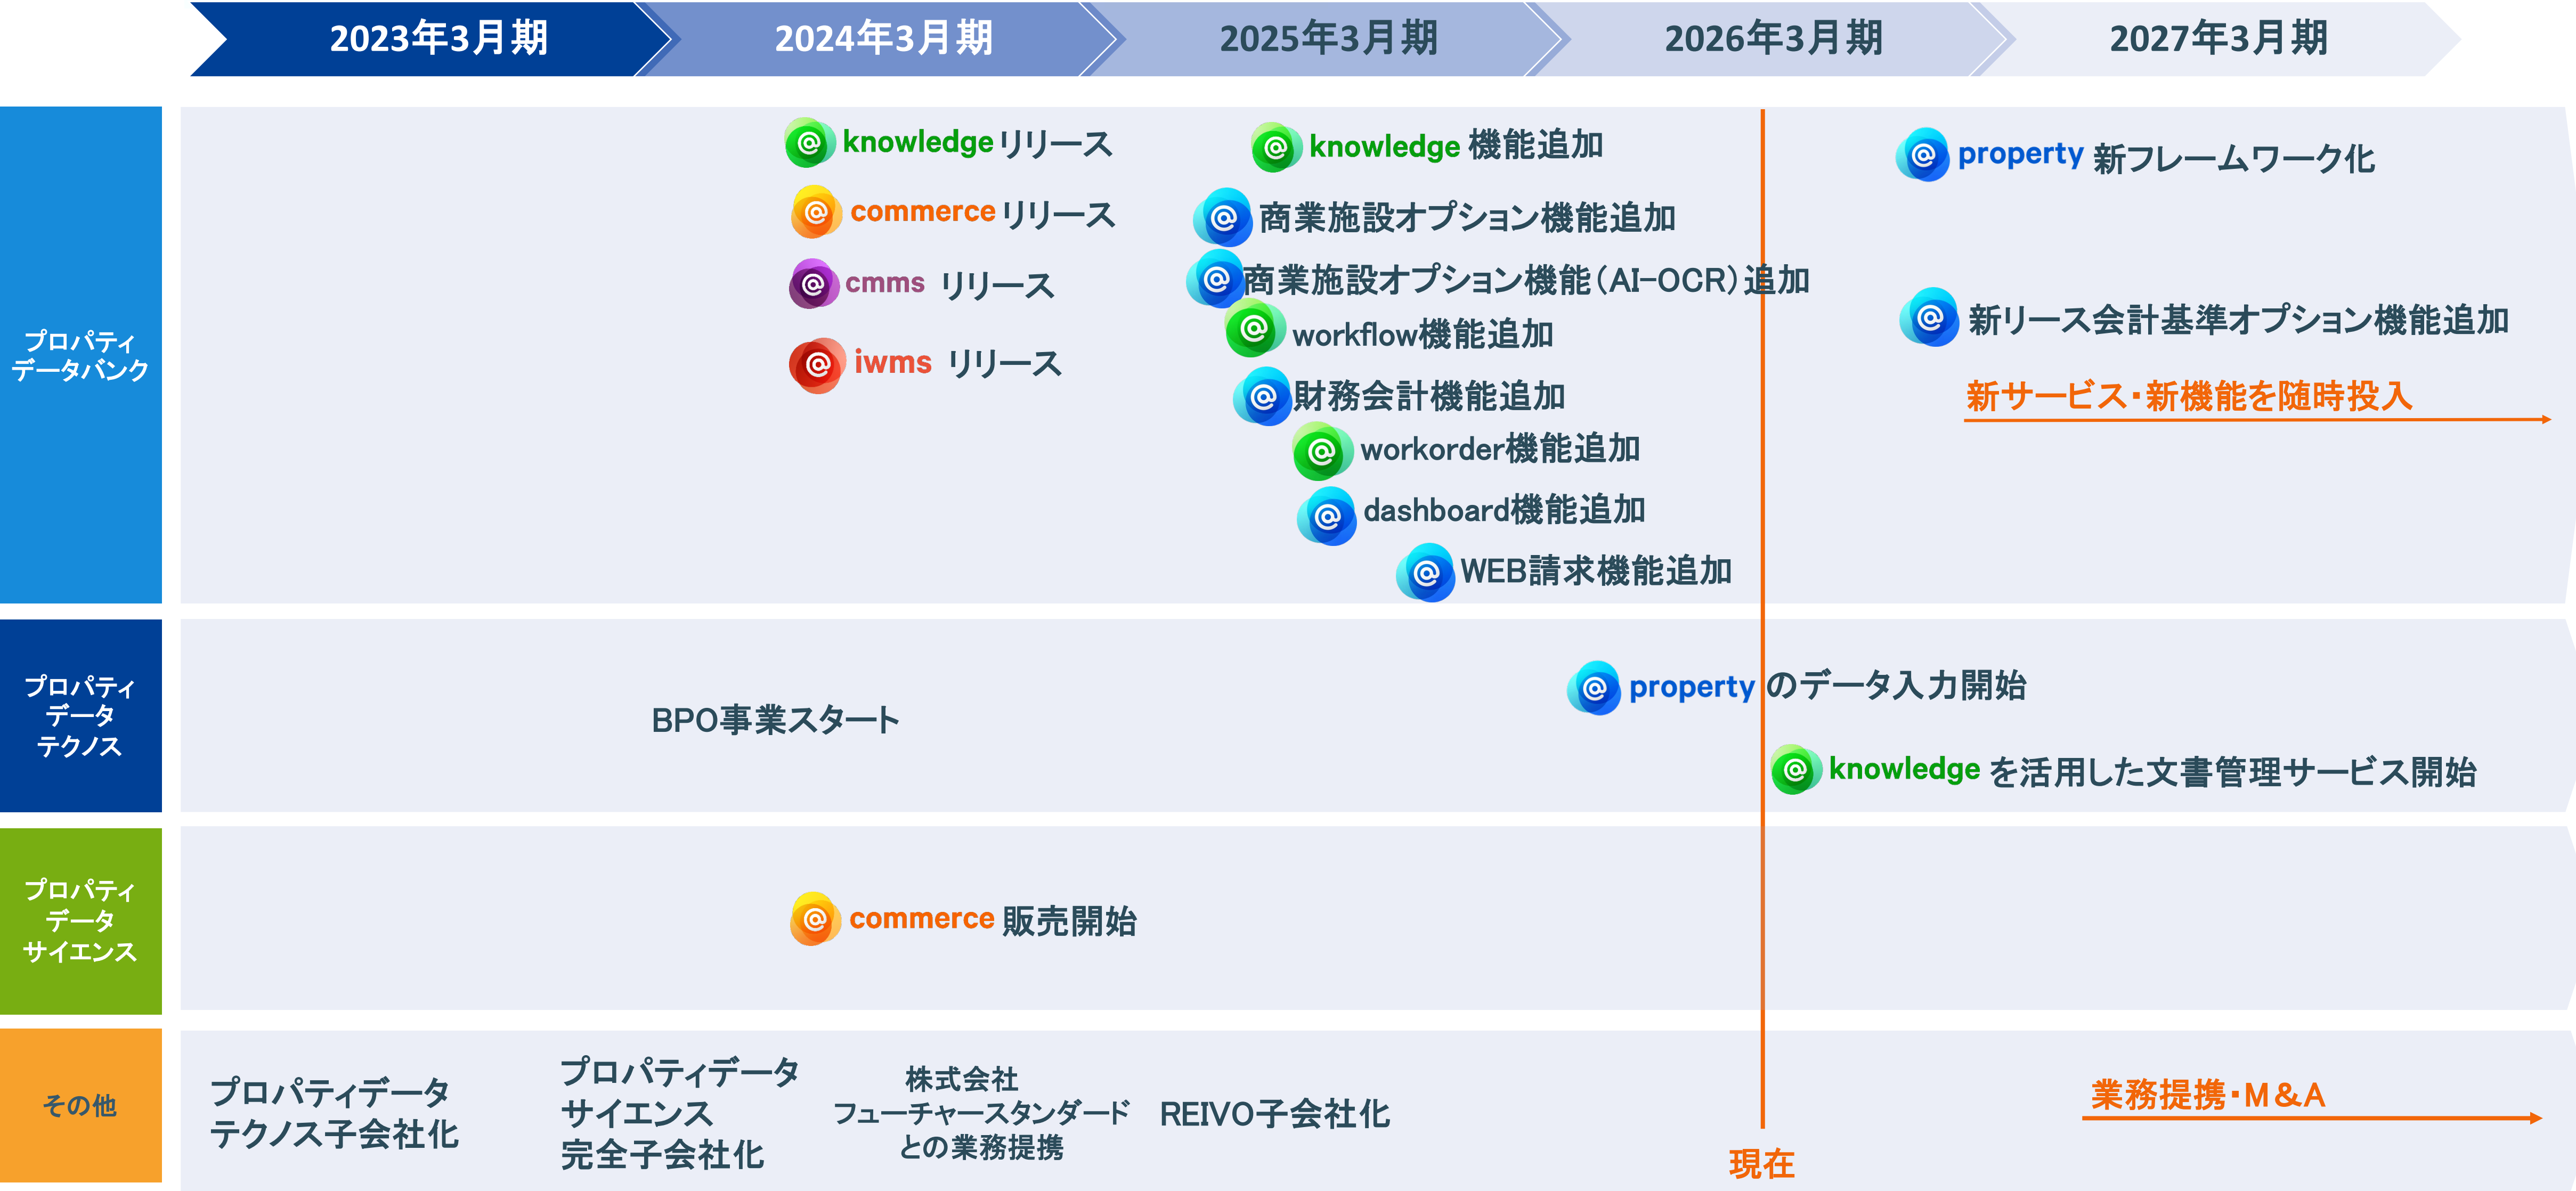 2023年3月期
2024年3月期
2025年3月期
2026年3月期
2027年3月期
プロパティ
データバンク
@knowledge リリース
@commerce リリース
@cmms リリース
@iwms リリース
@knowledge 機能追加
@商業施設オプション機能追加
@商業施設オプション機能（AI-OCR）追加
@workflow機能追加
@財務会計機能追加
@workorder機能追加
@dashboard機能追加
@WEB請求機能追加
@property 新フレームワーク化
@新リース会計基準オプション機能追加
新サービス・新機能を随時投入
プロパティ
データ
テクノス
BPO事業スタート
@property のデータ入力開始
@knowledge を活用した文書管理サービス開始
プロパティ
データ
サイエンス
@commerce 販売開始
その他
プロパティデータ
テクノス子会社化
プロパティデータ
サイエンス
完全子会社化
株式会社
フューチャースタンダード
との業務提携
REIVO子会社化
業務提携・M＆A
現在